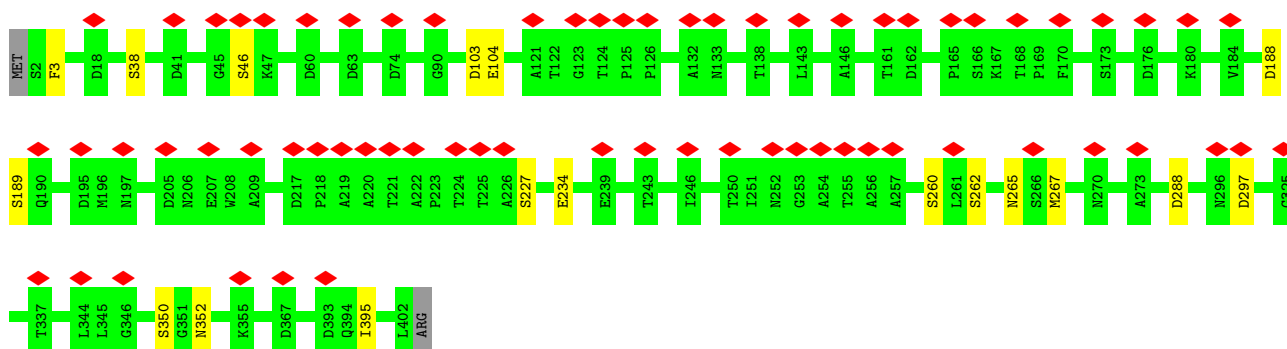 MET S2 F3 D18 S38 D41 G45 S46 K47 D60 D63 D74 G90 D103 E104 A121 T122 G123 T124 P125 P126 A132 N133 T138 L143 A146 T161 D162 P165 S166 K167 T168 P169 F170 S173 D176 K180 V184 D188
S189 Q190 D195 M196 N197 D205 N206 E207 W208 A209 D217 P218 A219 A220 T221 A222 P223 T224 T225 A226 S227 E234 E239 T243 I246 T250 I251 N252 G253 A254 T255 A256 A257 S260 L261 S262 N265 S266 M267 N270 A273 D288 N296 D297
T337 L344 L345 G346 S350 G351 N352 K355 D367 D393 Q394 I395 L402 ARG